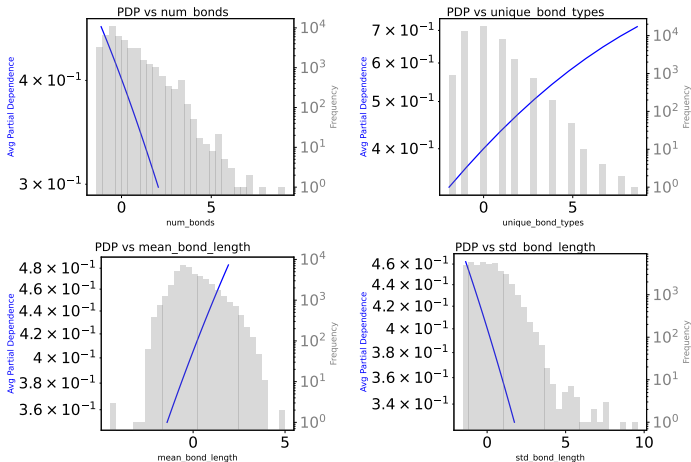 PDP vs num_bonds
Avg Partial Dependence
4 × 10⁻¹
3 × 10⁻¹
10⁴
10³
10²
10¹
10⁰
Frequency
0 5
num_bonds
PDP vs unique_bond_types
Avg Partial Dependence
7 × 10⁻¹
6 × 10⁻¹
5 × 10⁻¹
4 × 10⁻¹
10⁴
10³
10²
10¹
10⁰
Frequency
0 5
unique_bond_types
PDP vs mean_bond_length
Avg Partial Dependence
4.8 × 10⁻¹
4.6 × 10⁻¹
4.4 × 10⁻¹
4.2 × 10⁻¹
4 × 10⁻¹
3.8 × 10⁻¹
3.6 × 10⁻¹
10⁴
10³
10²
10¹
10⁰
Frequency
0 5
mean_bond_length
PDP vs std_bond_length
Avg Partial Dependence
4.6 × 10⁻¹
4.4 × 10⁻¹
4.2 × 10⁻¹
4 × 10⁻¹
3.8 × 10⁻¹
3.6 × 10⁻¹
3.4 × 10⁻¹
10³
10²
10¹
10⁰
Frequency
0 5 10
std_bond_length